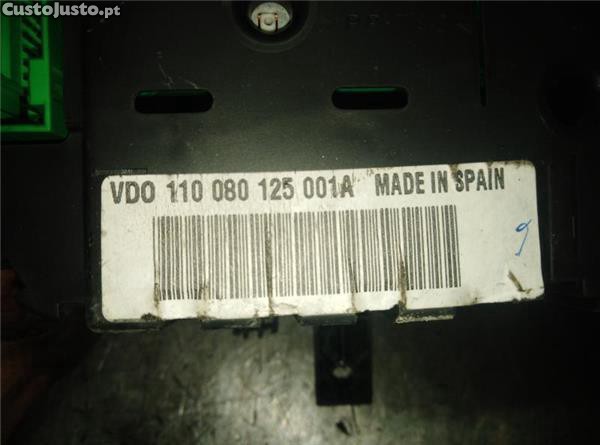 CustoJusto.pt
VDO 110 080 125 001A MADE IN SPAIN
9